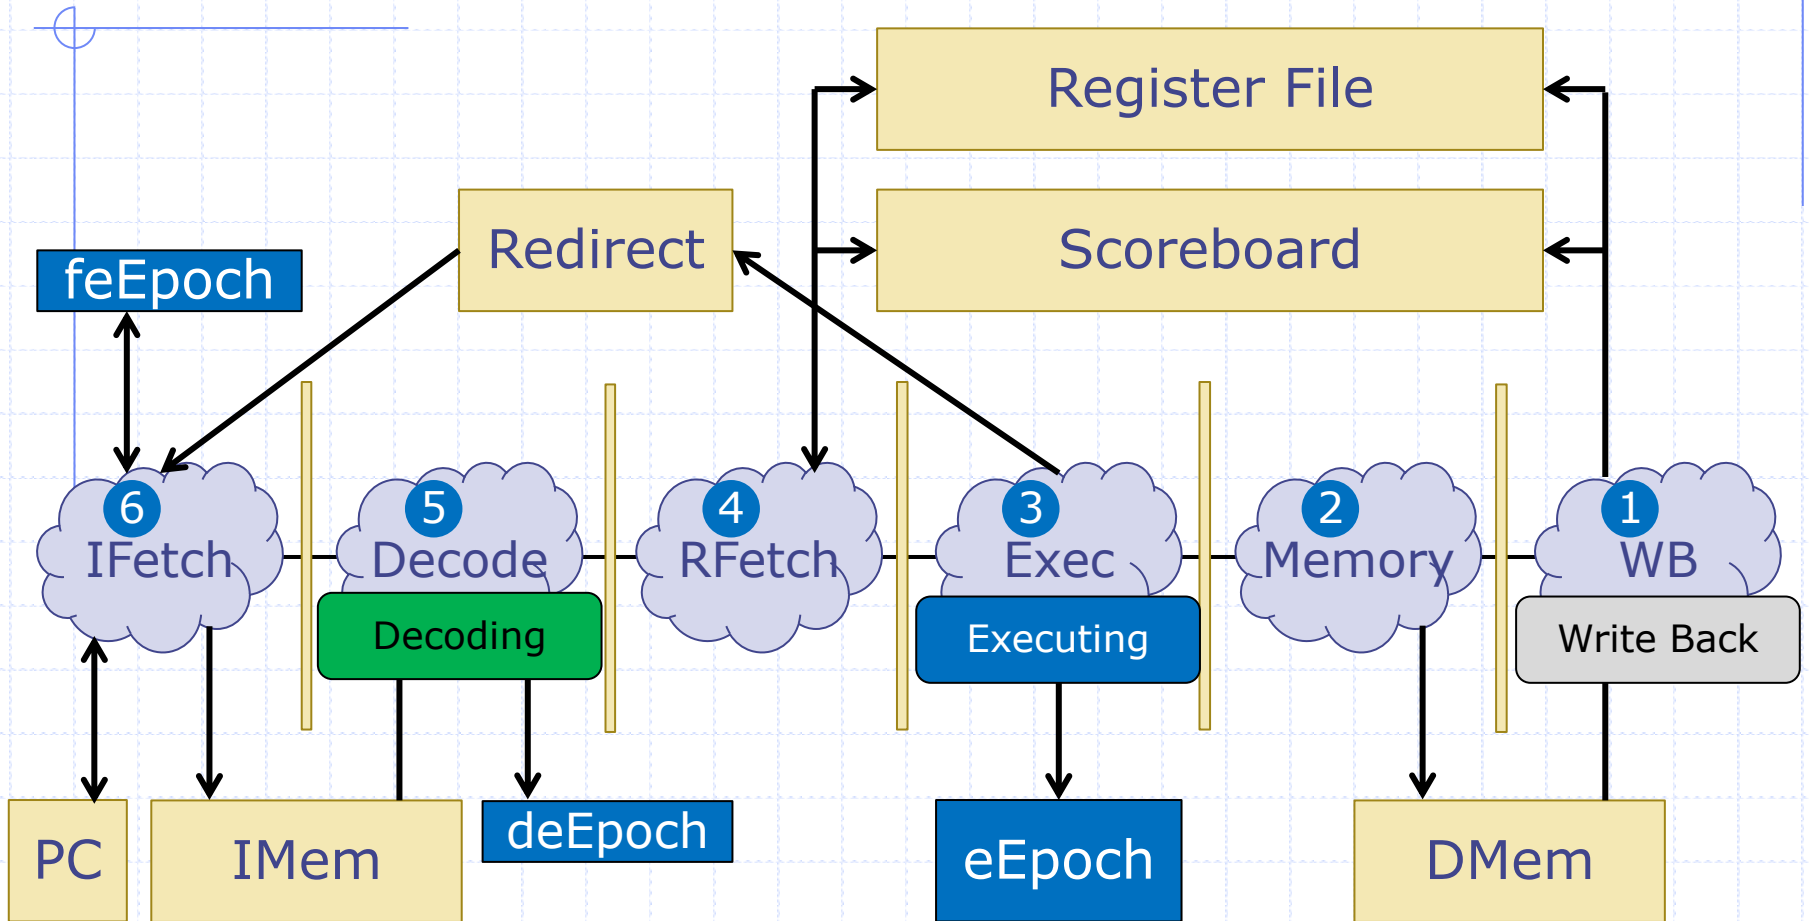 Register File
Redirect
Scoreboard
feEpoch
6
IFetch
5
Decode
4
RFetch
3
Exec
2
Memory
1
WB
Decoding
Executing
Write Back
PC
IMem
deEpoch
eEpoch
DMem